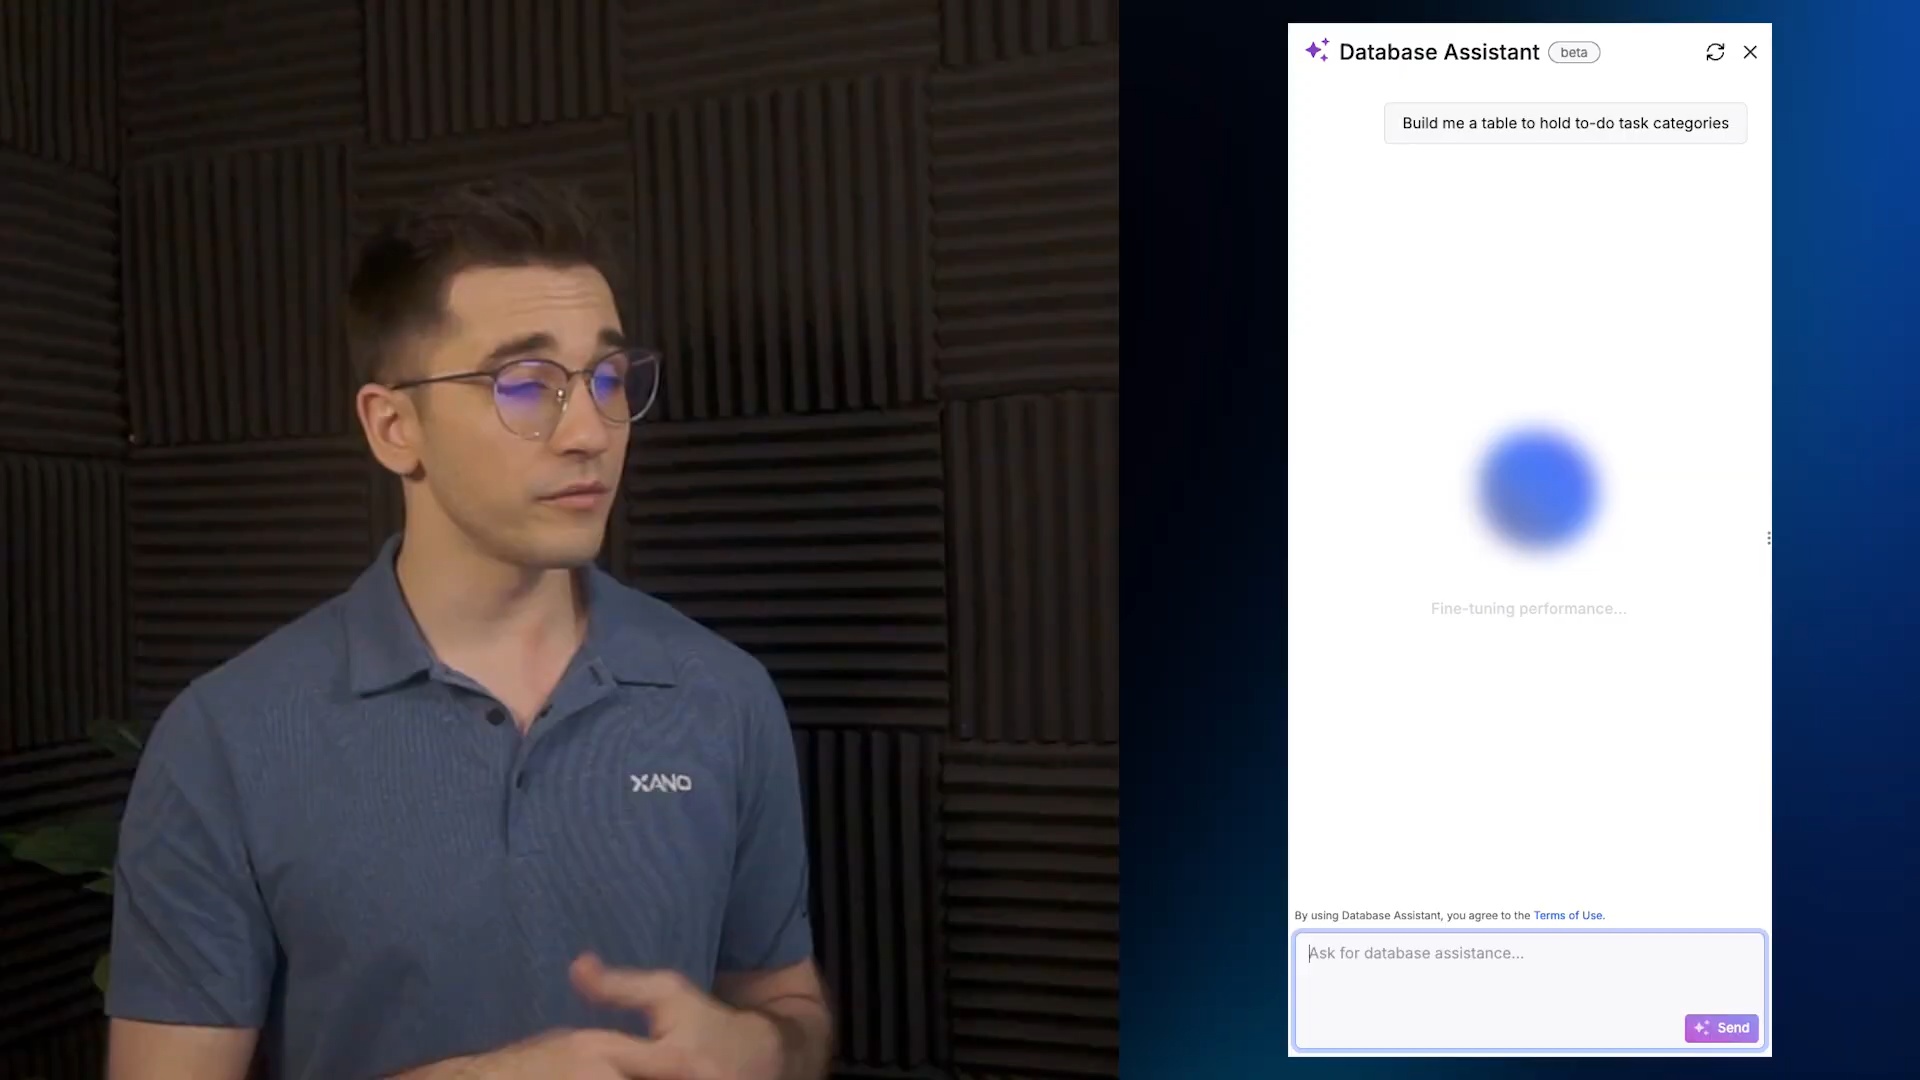 Database Assistant beta
Build me a table to hold to-do task categories
Fine-tuning performance...
By using Database Assistant, you agree to the Terms of Use.
Ask for database assistance...
Send
XANO